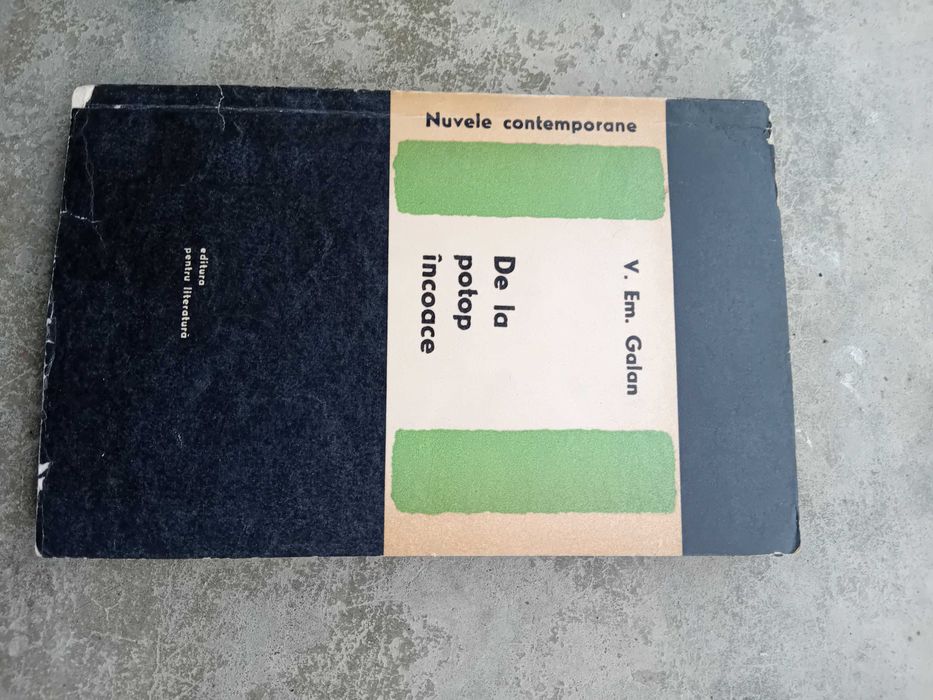 Nuvele contemporane
V. Em. Galan
De la
potop
încoace
editura
pentru literatură